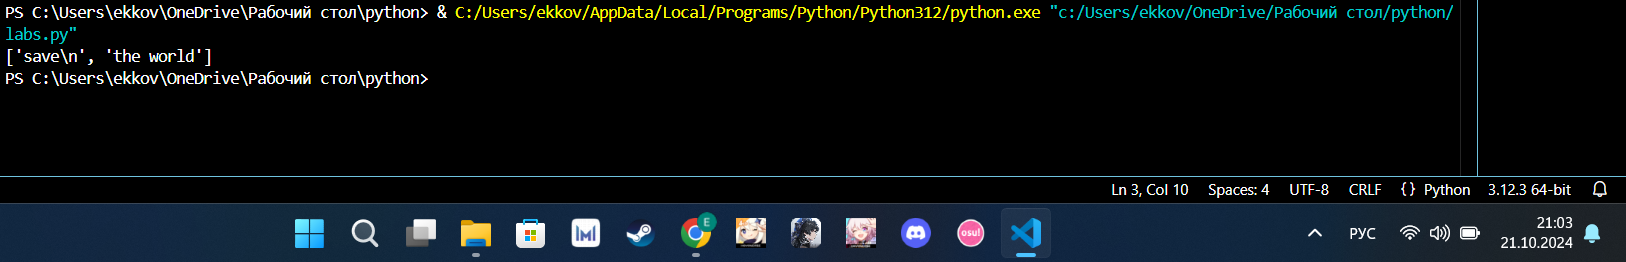 PS C:\Users\ekkov\OneDrive\Рабочий стол\python> & C:/Users/ekkov/AppData/Local/Programs/Python/Python312/python.exe "c:/Users/ekkov/OneDrive/Рабочий стол/python/
labs.py"
['save\n', 'the world']
PS C:\Users\ekkov\OneDrive\Рабочий стол\python>
Ln 3, Col 10 Spaces: 4 UTF-8 CRLF {} Python 3.12.3 64-bit
E
osu!
РУС
21:03
21.10.2024